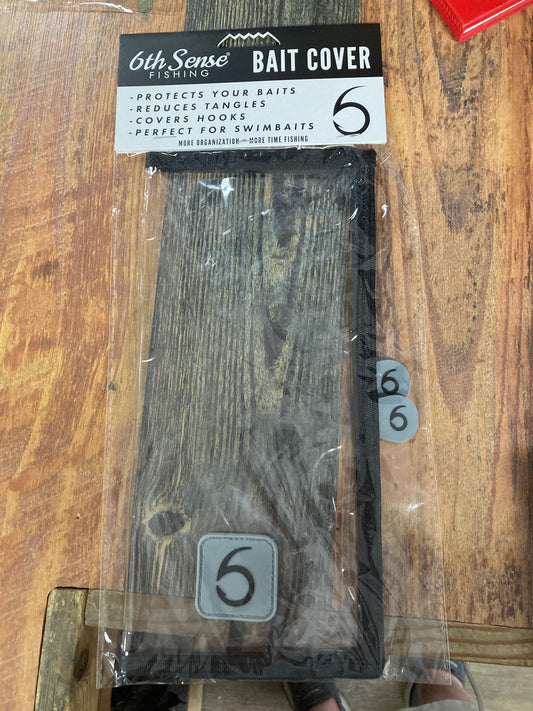 6th Sense®
FISHING
BAIT COVER
-PROTECTS YOUR BAITS
-REDUCES TANGLES
-COVERS HOOKS
-PERFECT FOR SWIMBAITS
6
MORE ORGANIZATION — MORE TIME FISHING
6
6
6